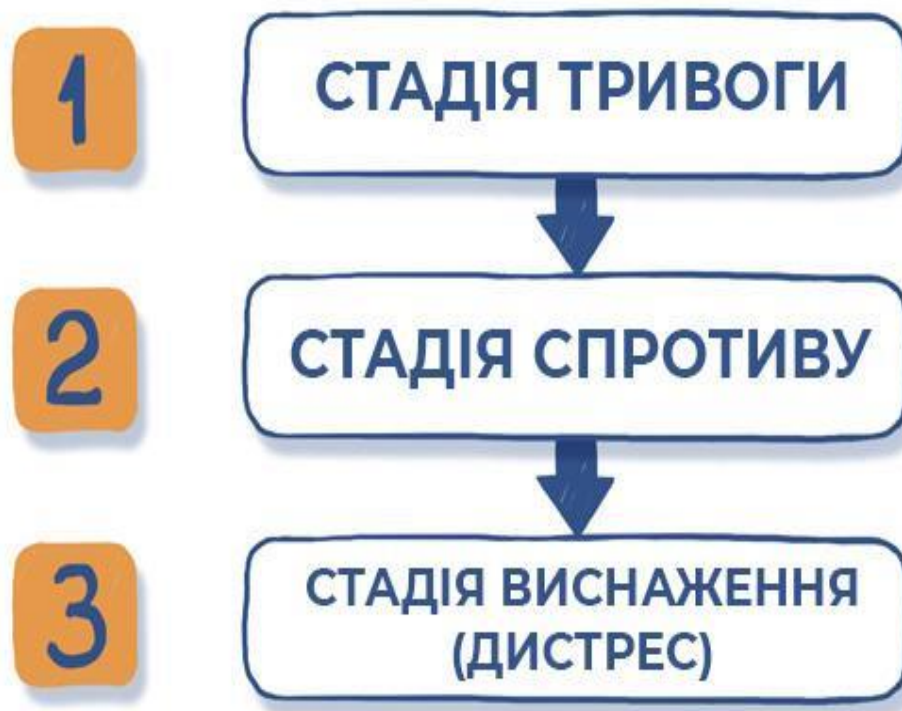 1
СТАДІЯ ТРИВОГИ
2
СТАДІЯ СПРОТИВУ
3
СТАДІЯ ВИСНАЖЕННЯ
(ДИСТРЕС)